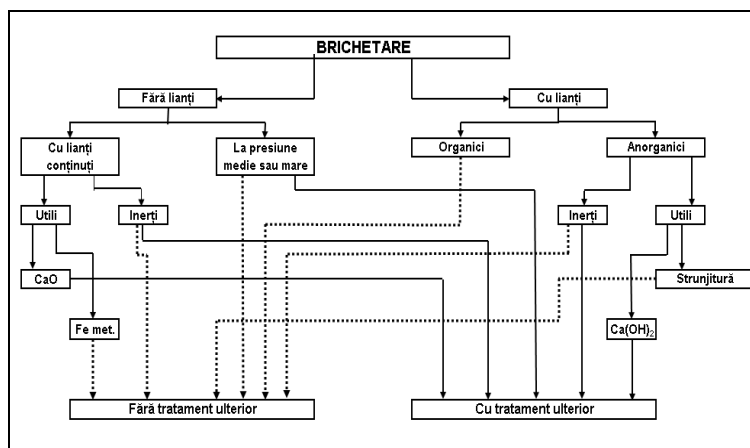 BRICHETARE
Fără lianți
Cu lianți
Cu lianți
conținuți
La presiune
medie sau mare
Organici
Anorganici
Utili
Inerți
Inerți
Utili
CaO
Strunjitură
Fe met.
Ca(OH)₂
Fără tratament ulterior
Cu tratament ulterior